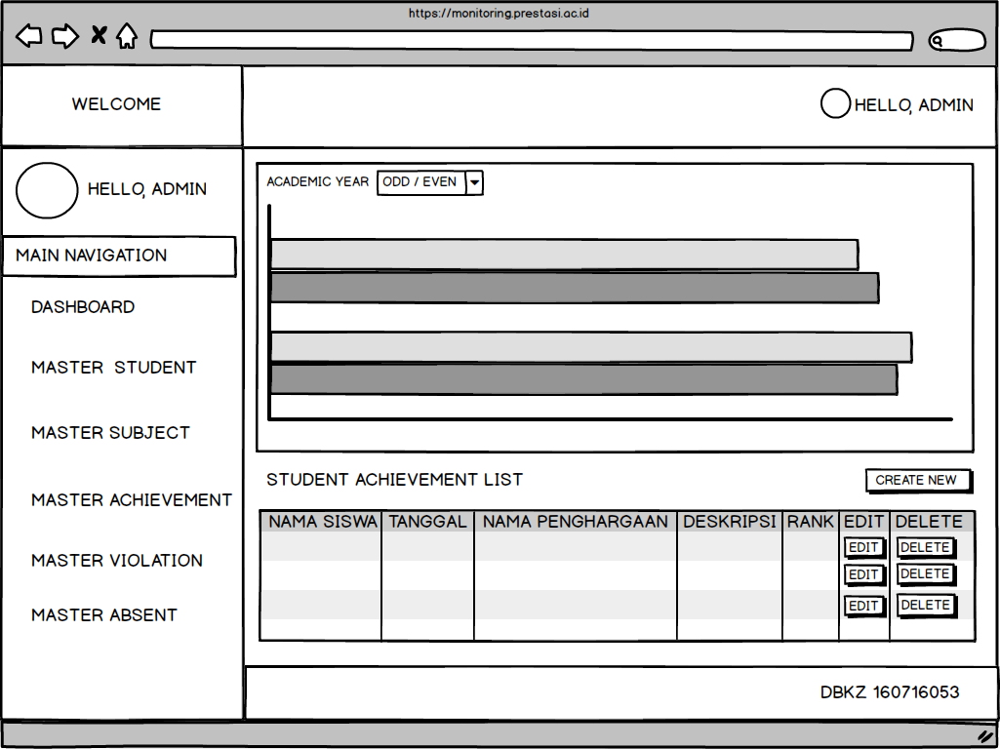 https://monitoring.prestasi.ac.id
WELCOME
HELLO, ADMIN
HELLO, ADMIN
MAIN NAVIGATION
DASHBOARD
MASTER STUDENT
MASTER SUBJECT
MASTER ACHIEVEMENT
MASTER VIOLATION
MASTER ABSENT
ACADEMIC YEAR ODD / EVEN
STUDENT ACHIEVEMENT LIST
CREATE NEW
NAMA SISWA TANGGAL NAMA PENGHARGAAN DESKRIPSI RANK EDIT DELETE
EDIT DELETE
EDIT DELETE
EDIT DELETE
DBKZ 160716053